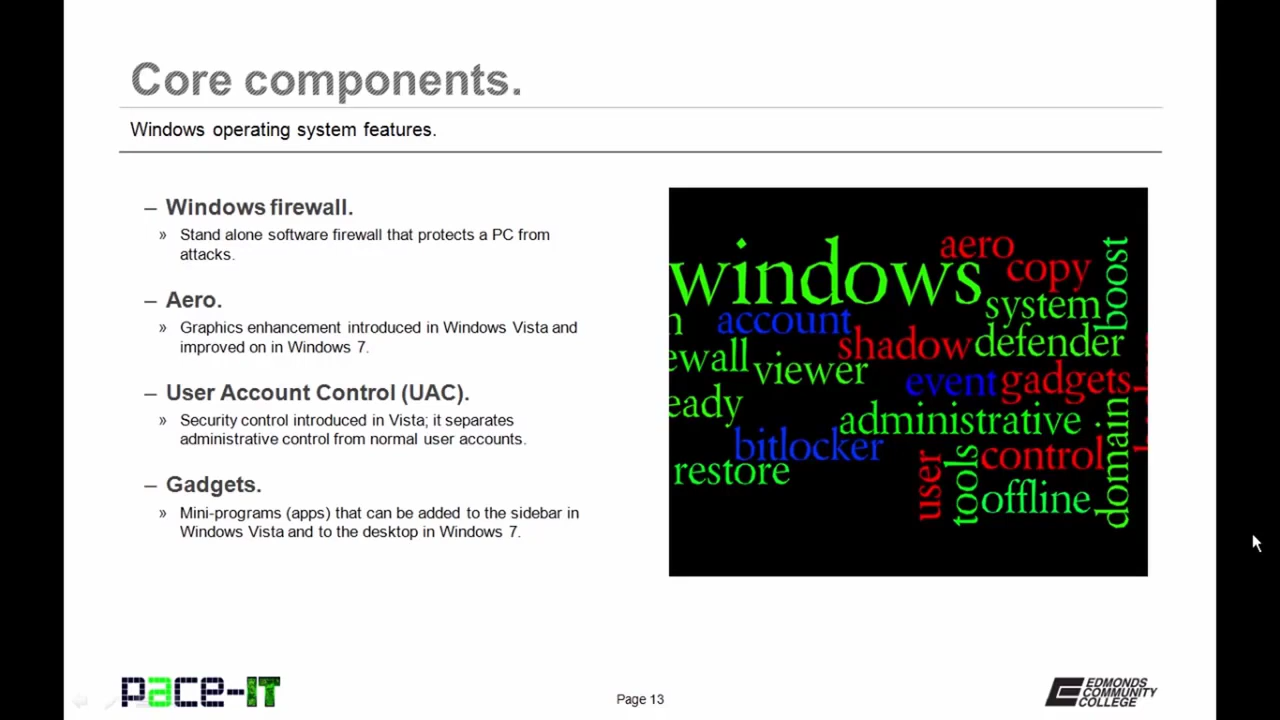 Core components.
Windows operating system features.
– Windows firewall.
» Stand alone software firewall that protects a PC from
attacks.
– Aero.
» Graphics enhancement introduced in Windows Vista and
improved on in Windows 7.
– User Account Control (UAC).
» Security control introduced in Vista; it separates
administrative control from normal user accounts.
– Gadgets.
» Mini-programs (apps) that can be added to the sidebar in
Windows Vista and to the desktop in Windows 7.
windows
aero
copy
boost
system
account
shadow
defender
ewall
viewer
event
gadgets
eady
administrative
domain
bitlocker
control
restore
user
tools
offline
pace-IT
Page 13
EDMONDS
COMMUNITY
COLLEGE